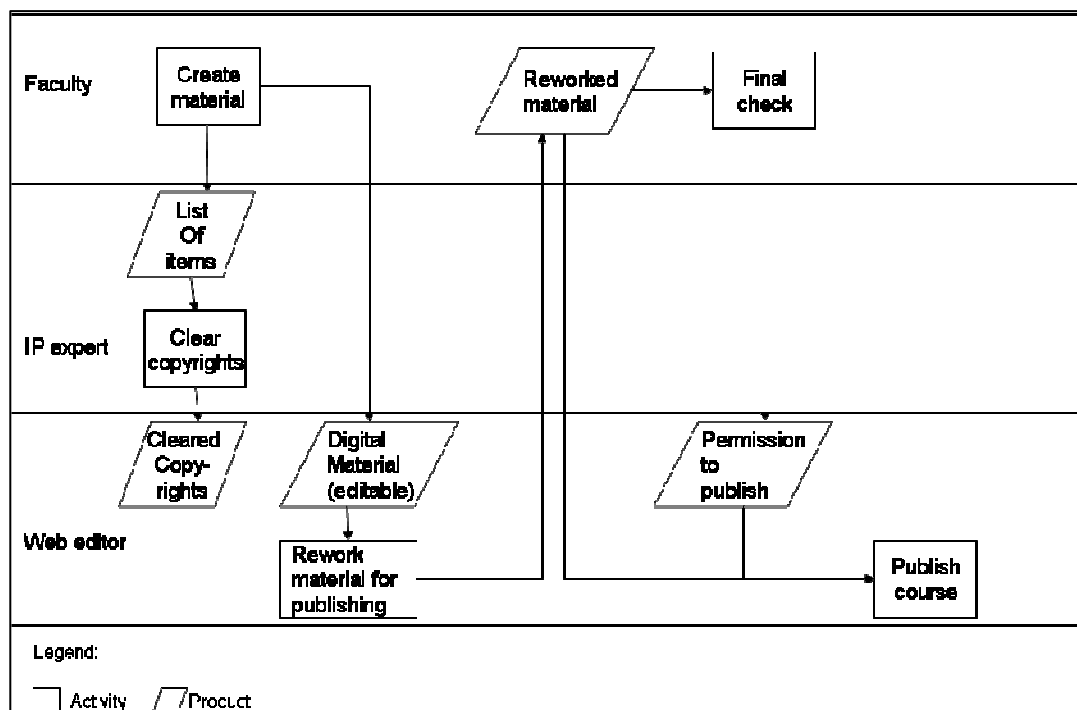 Faculty
Create
material
Reworked
material
Final
check
List
Of
items
IP expert
Clear
copyrights
Cleared
Copy-
rights
Digital
Material
(editable)
Permission
to
publish
Web editor
Rework
material for
publishing
Publish
course
Legend:
Activity
Product